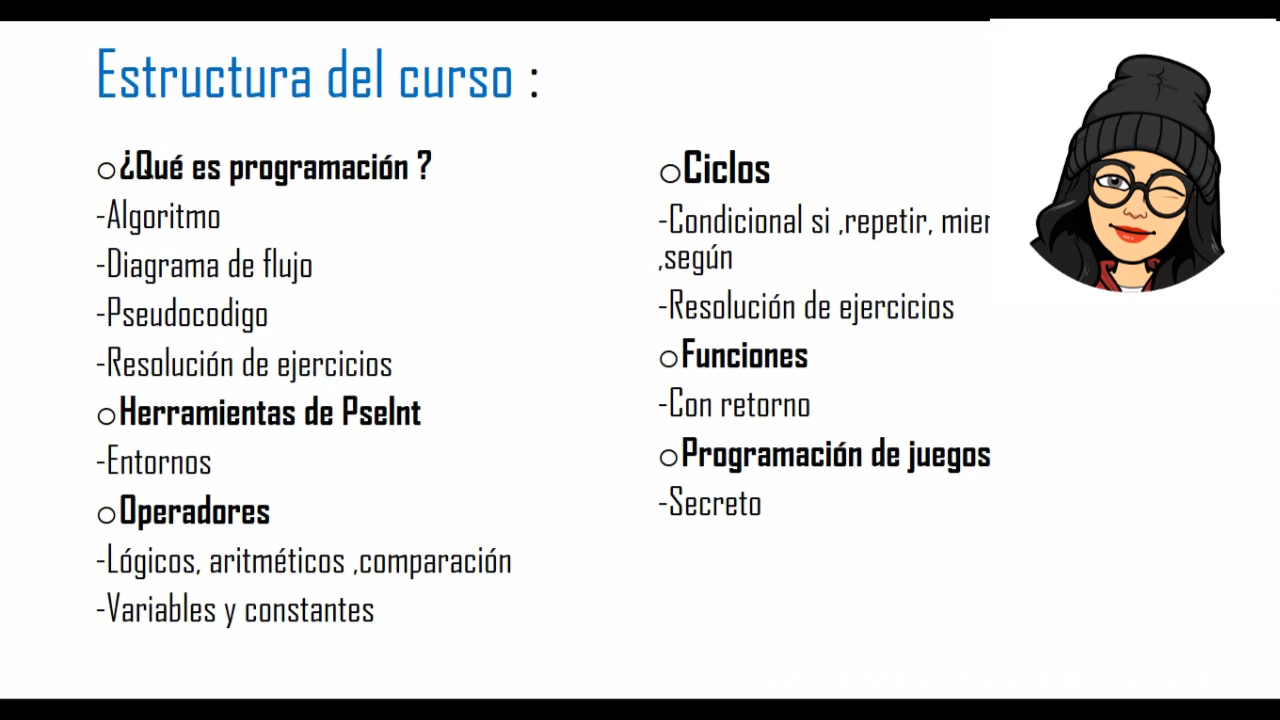 Estructura del curso :
○¿Qué es programación ?
-Algoritmo
-Diagrama de flujo
-Pseudocodigo
-Resolución de ejercicios
○Herramientas de PseInt
-Entornos
○Operadores
-Lógicos, aritméticos ,comparación
-Variables y constantes
○Ciclos
-Condicional si ,repetir,
,según
-Resolución de ejercicios
○Funciones
-Con retorno
○Programación de juegos
-Secreto